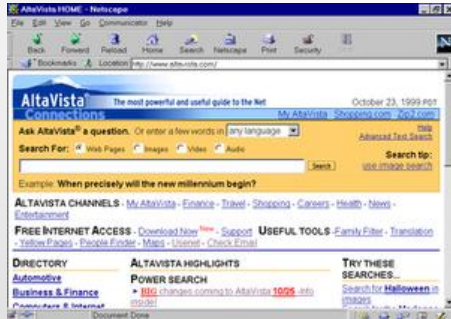 AltaVista HOME - Netscape
File Edit View Go Communicator Help
Back Forward Reload Home Search Netscape Print Security
Bookmarks Location http://www.altavista.com/
AltaVista The most powerful and useful guide to the Net October 23, 1999 PDT
Connections My AltaVista Shopping.com Zip2.com
Ask AltaVista® a question. Or enter a few words in any language Help
Advanced Text Search
Search For: Web Pages Images Video Audio
Search Search tip:
use image search
Example: When precisely will the new millennium begin?
ALTAVISTA CHANNELS - My AltaVista - Finance - Travel - Shopping - Careers - Health - News -
Entertainment
FREE INTERNET ACCESS - Download Now New - Support USEFUL TOOLS - Family Filter - Translation
- Yellow Pages - People Finder - Maps - Usenet - Check Email
DIRECTORY ALTAVISTA HIGHLIGHTS TRY THESE
SEARCHES...
Automotive POWER SEARCH
Business & Finance BIG changes coming to AltaVista 10/25 - Info
inside! Search for Halloween in
images
Computers & Internet
Document Done